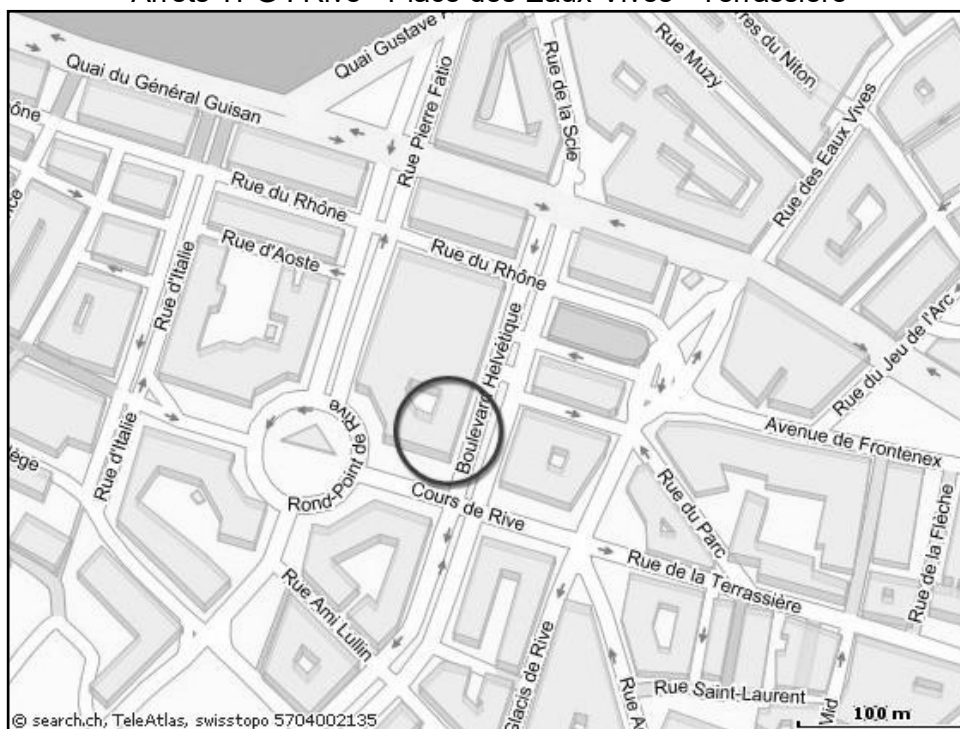 Quai Gustave
Rue de la Scie
Rue Muzy
Quai du Général Guisan
Rue Pierre Fatio
Rue des Eaux Vives
Rue du Rhône
Rue d'Aoste
Rue du Rhône
Rue d'Italie
Boulevard Helvétique
Rue du Jeu de l'Arc
Rond-Point de Rive
Avenue de Frontenex
Rue d'Italie
Cours de Rive
Rue du Parc
Rue de la Flèche
Rue de la Terrassière
Rue Ami Lullin
Glacis de Rive
Rue Saint-Laurent
100 m
© search.ch, TeleAtlas, swisstopo 5704002135